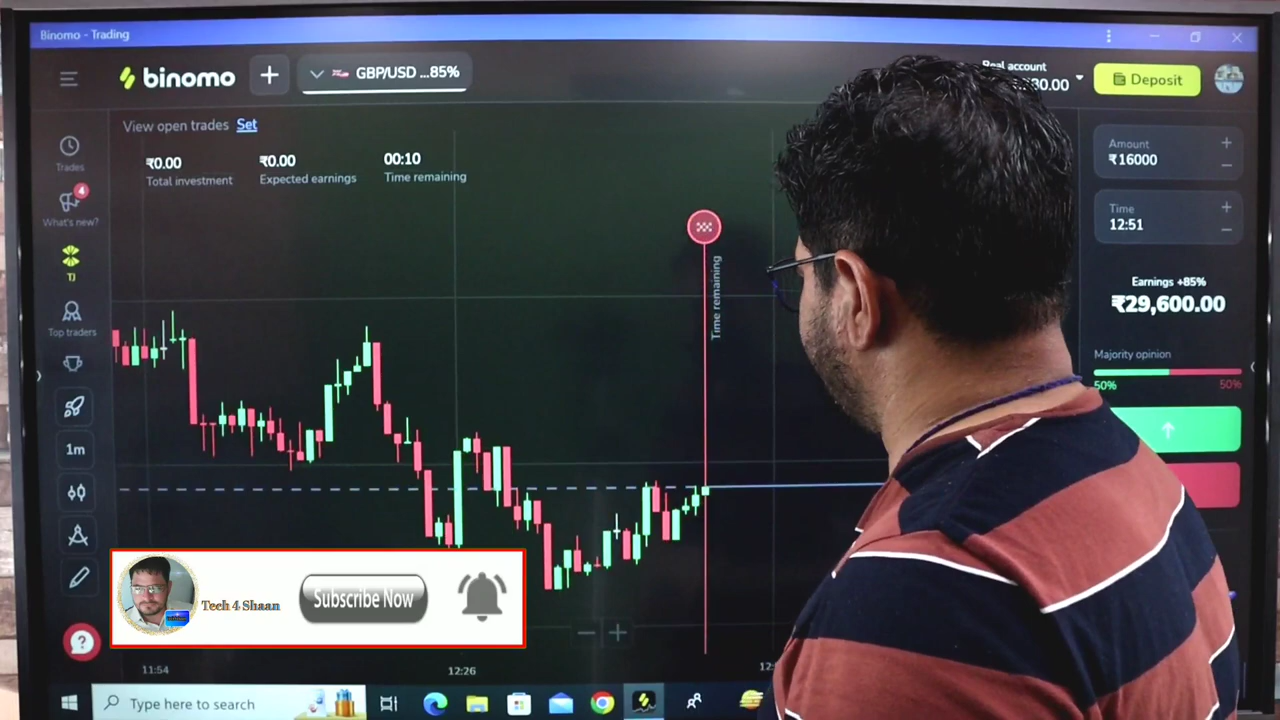 Binomo - Trading
binomo
+
GBP/USD ...85%
Real account
30.00
Deposit
View open trades Set
₹0.00
Total investment
₹0.00
Expected earnings
00:10
Time remaining
Trades
4
What's new?
TJ
Top traders
1m
?
Time remaining
Amount
₹16000
+
−
Time
12:51
+
−
Earnings +85%
₹29,600.00
Majority opinion
50%
50%
Tech 4 Shaan
Subscribe Now
− +
11:54
12:26
Type here to search